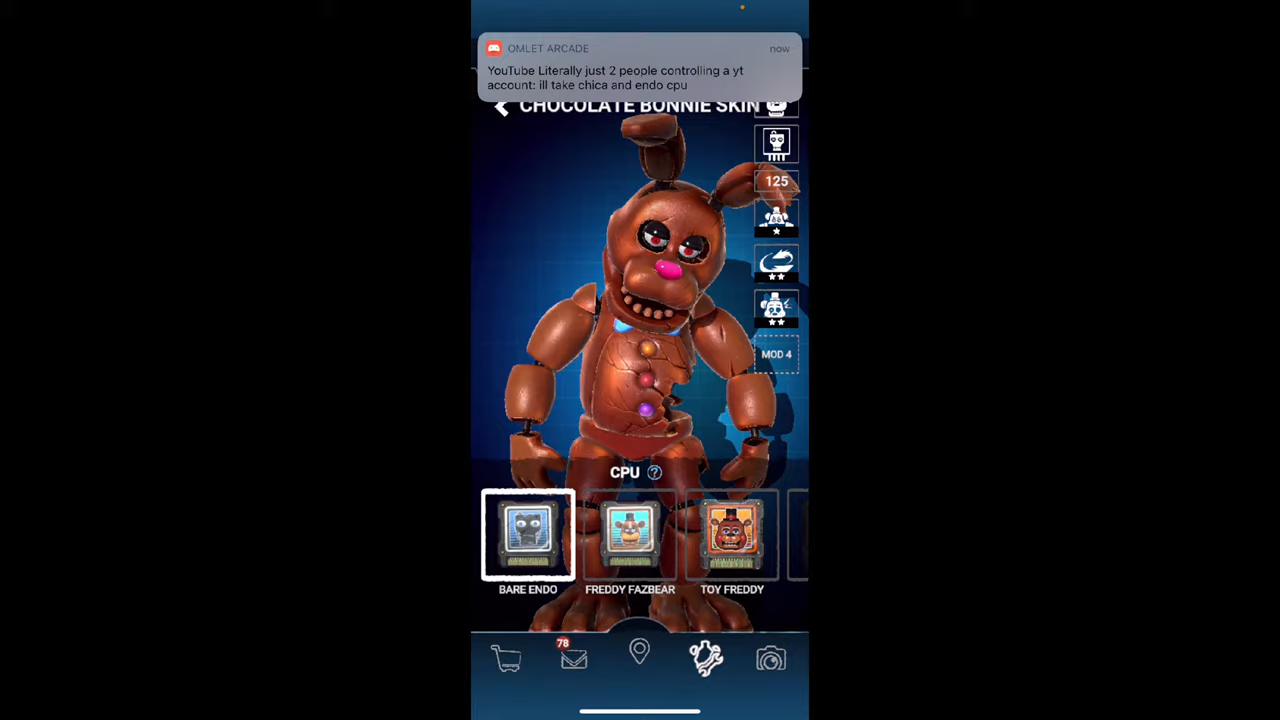 OMLET ARCADE
now
YouTube Literally just 2 people controlling a yt
account: ill take chica and endo cpu
CHOCOLATE BONNIE SKIN
125
MOD 4
CPU ?
BARE ENDO
FREDDY FAZBEAR
TOY FREDDY
78